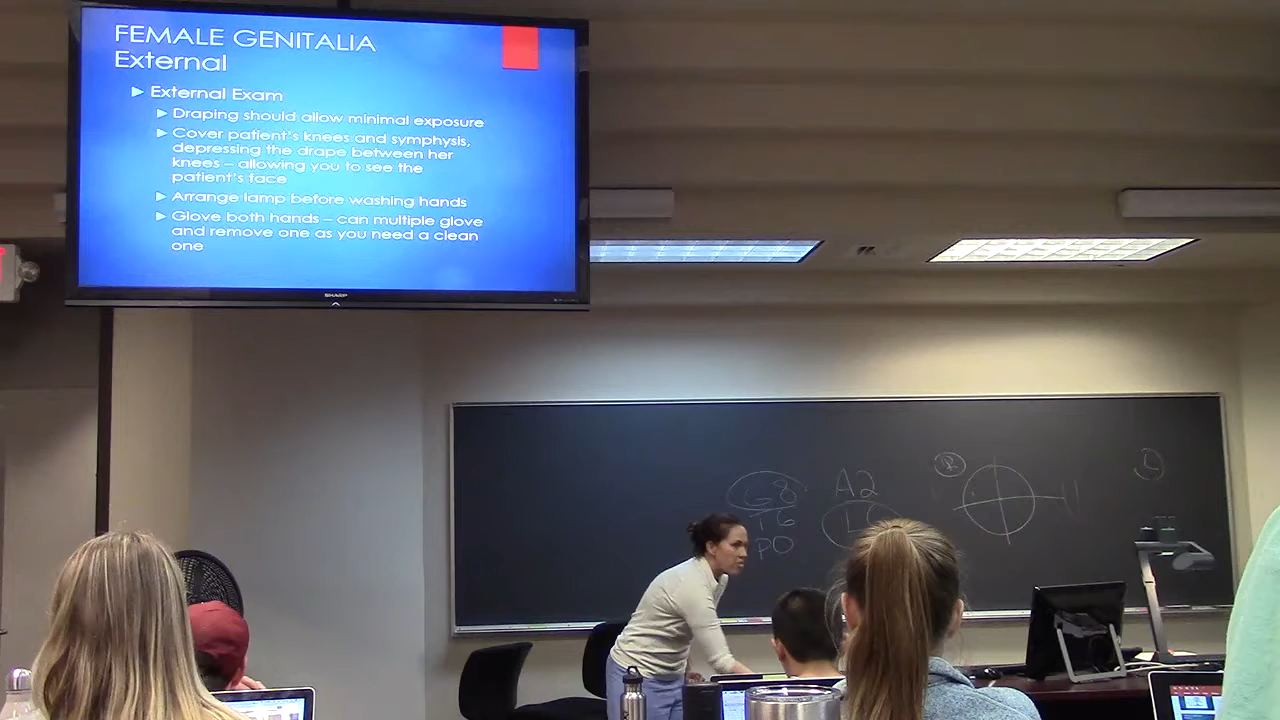 FEMALE GENITALIA
External
External Exam
Draping should allow minimal exposure
Cover patient's knees and symphysis,
depressing the drape between her
knees – allowing you to see the
patient's face
Arrange lamp before washing hands
Glove both hands – can multiple glove
and remove one as you need a clean
one
SHARP
G8
A2
R
L
T6
P0